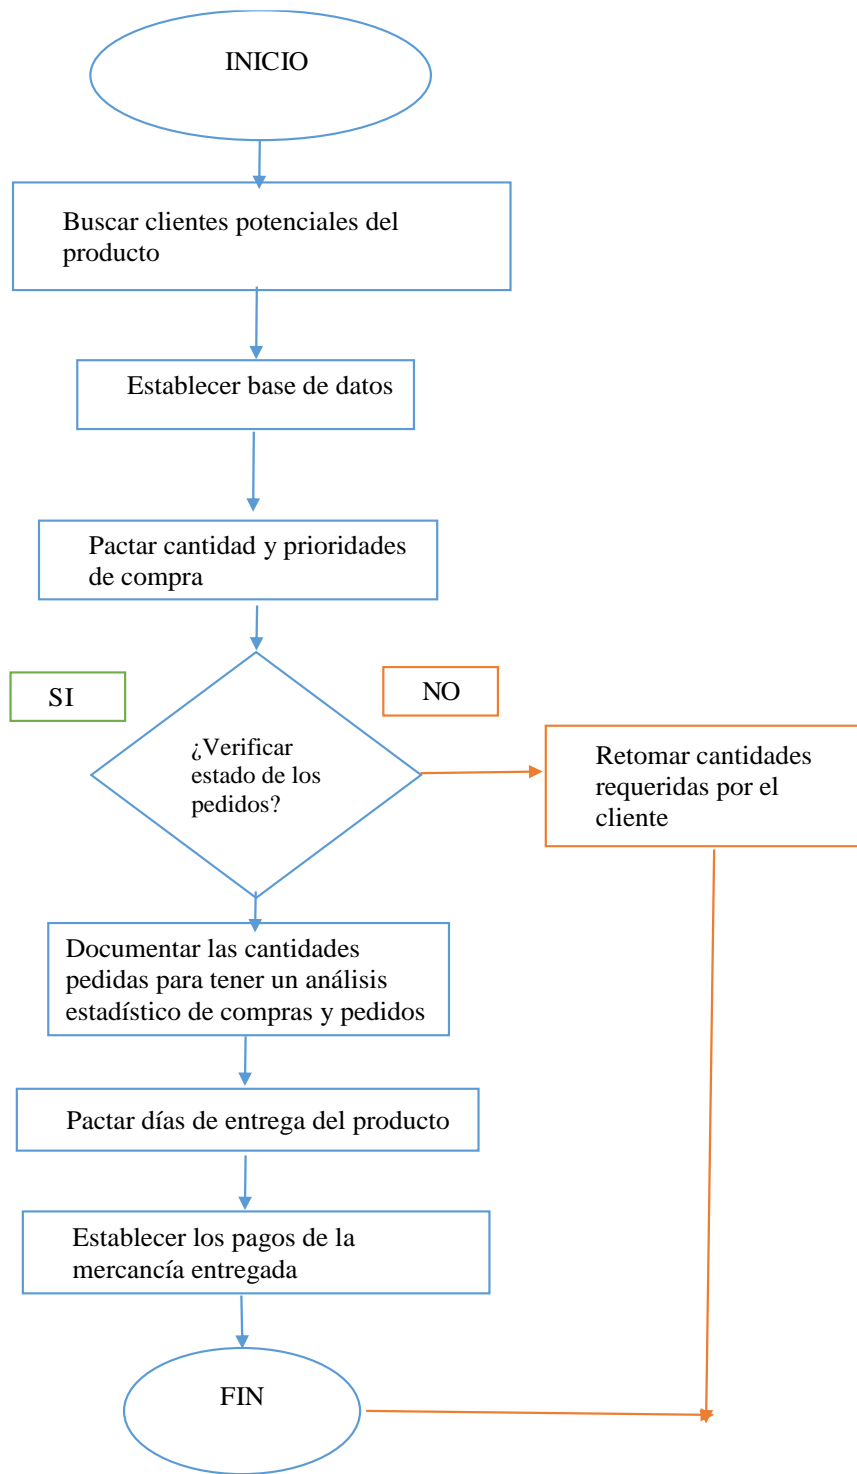 INICIO
Buscar clientes potenciales del
producto
Establecer base de datos
Pactar cantidad y prioridades
de compra
SI
NO
¿Verificar
estado de los
pedidos?
Retomar cantidades
requeridas por el
cliente
Documentar las cantidades
pedidas para tener un análisis
estadístico de compras y pedidos
Pactar días de entrega del producto
Establecer los pagos de la
mercancía entregada
FIN